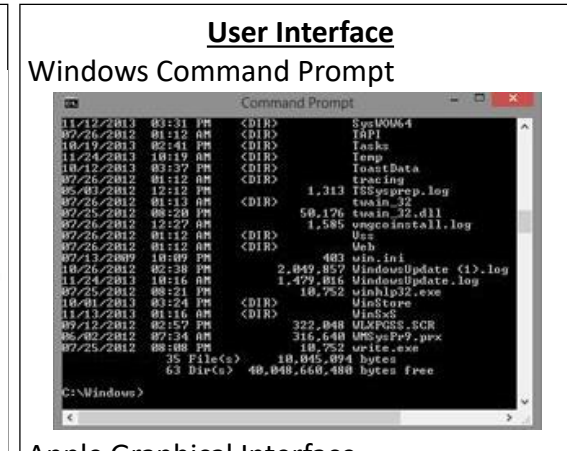 User Interface
Windows Command Prompt
Command Prompt
11/12/2013 03:31 PM <DIR> SysWOW64
07/26/2012 01:12 AM <DIR> TAPI
10/19/2013 02:41 PM <DIR> Tasks
11/24/2013 10:19 AM <DIR> Temp
10/12/2013 03:37 PM <DIR> ToastData
07/26/2012 01:12 AM <DIR> tracing
05/03/2012 12:12 PM 1,313 TSSysprep.log
07/26/2012 01:13 AM <DIR> twain_32
07/25/2012 08:20 PM 50,176 twain_32.dll
07/26/2012 12:27 AM 1,585 vmgcoinstall.log
07/26/2012 01:12 AM <DIR> Vss
07/26/2012 01:12 AM <DIR> Web
07/13/2009 10:09 PM 403 win.ini
10/26/2012 02:38 PM 2,049,857 WindowsUpdate (1).log
11/24/2013 10:16 AM 1,479,016 WindowsUpdate.log
07/25/2012 08:21 PM 10,752 winhlp32.exe
10/01/2013 03:24 PM <DIR> WinStore
11/13/2013 01:16 AM <DIR> WinSxS
09/12/2012 02:57 PM 322,048 WLXPGSS.SCR
06/02/2012 07:34 AM 316,640 WMSysPr9.prx
07/25/2012 08:08 PM 10,752 write.exe
35 File(s) 10,045,094 bytes
63 Dir(s) 40,048,660,480 bytes free
C:\Windows>
Apple Graphical Interface